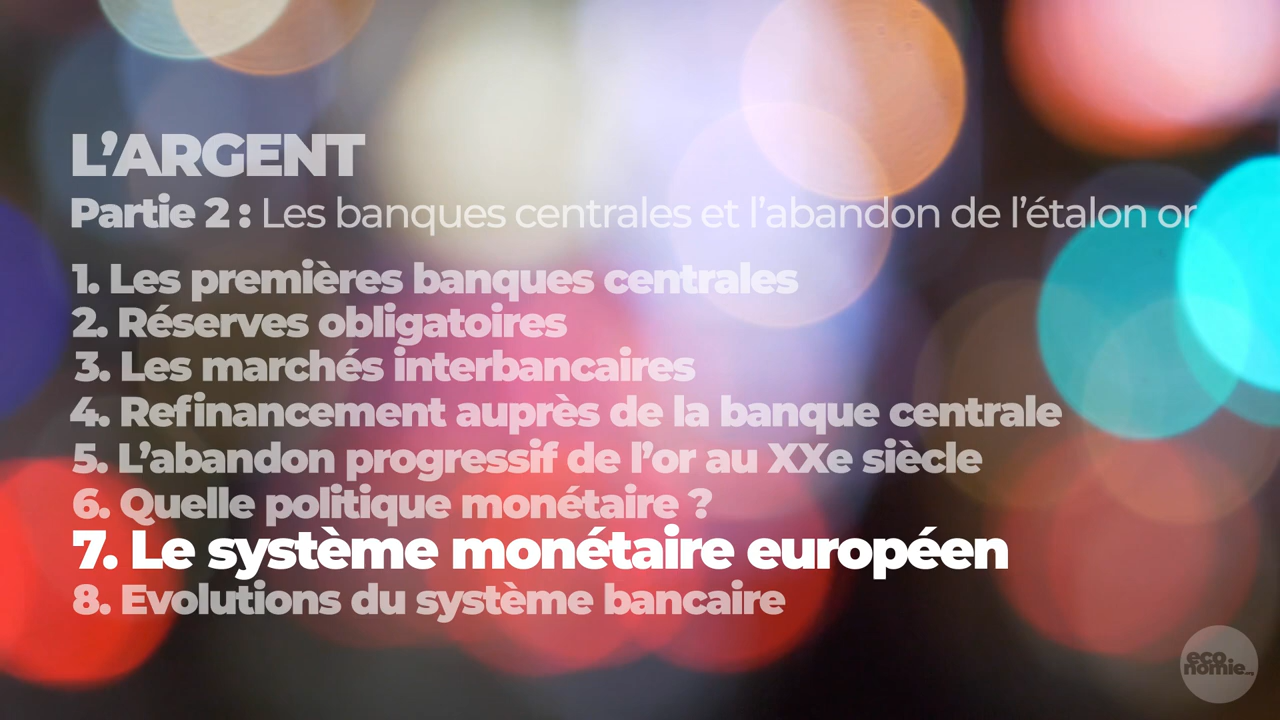 L’ARGENT
Partie 2 : Les banques centrales et l’abandon de l’étalon or
1. Les premières banques centrales
2. Réserves obligatoires
3. Les marchés interbancaires
4. Refinancement auprès de la banque centrale
5. L’abandon progressif de l’or au XXe siècle
6. Quelle politique monétaire ?
7. Le système monétaire européen
8. Evolutions du système bancaire
eco
nomie